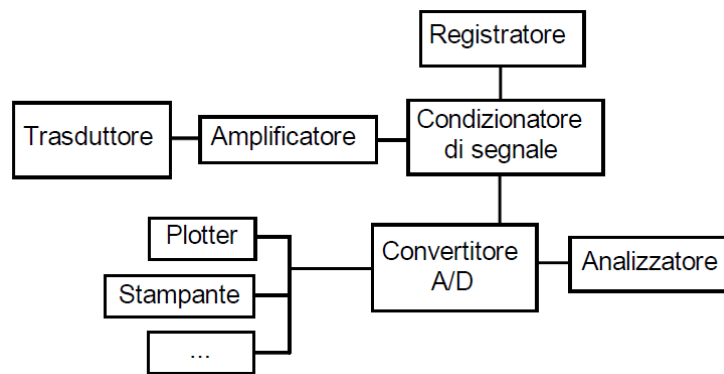 Registratore
Trasduttore
Amplificatore
Condizionatore
di segnale
Plotter
Convertitore
A/D
Analizzatore
Stampante
...